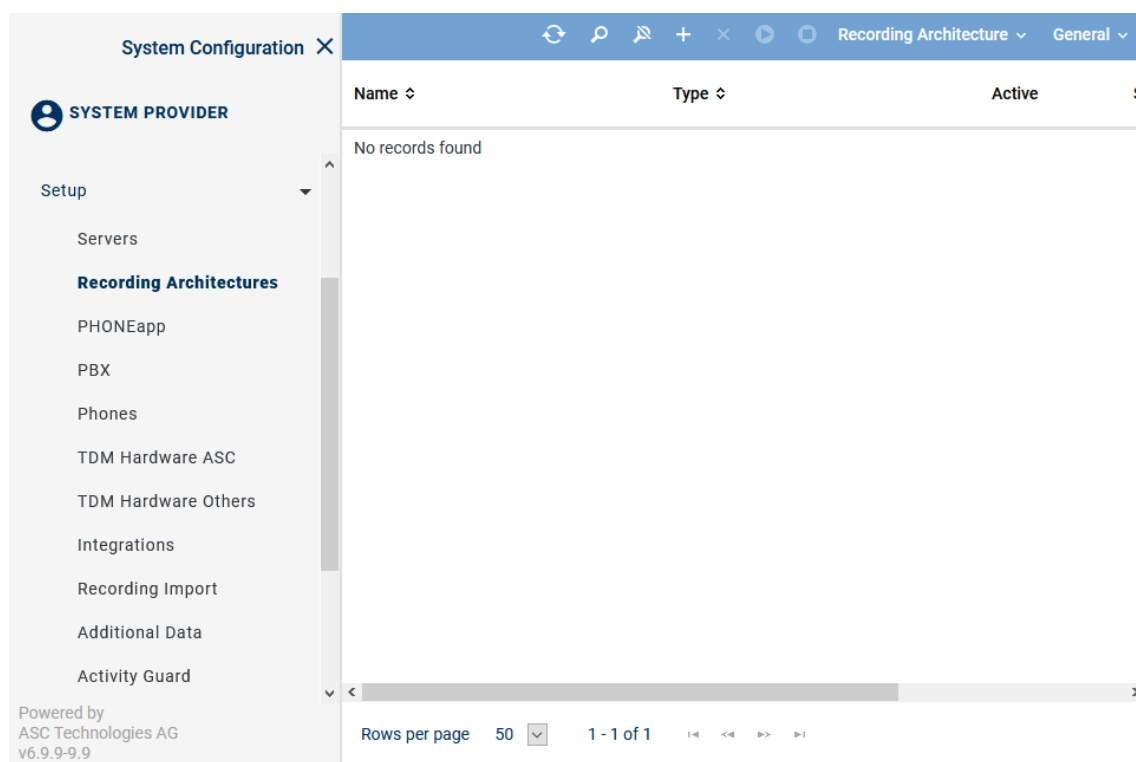 System Configuration
SYSTEM PROVIDER
Setup
Servers
Recording Architectures
PHONEapp
PBX
Phones
TDM Hardware ASC
TDM Hardware Others
Integrations
Recording Import
Additional Data
Activity Guard
Powered by
ASC Technologies AG
v6.9.9-9.9
Recording Architecture General
Name Type Active
No records found
Rows per page 50 1 - 1 of 1